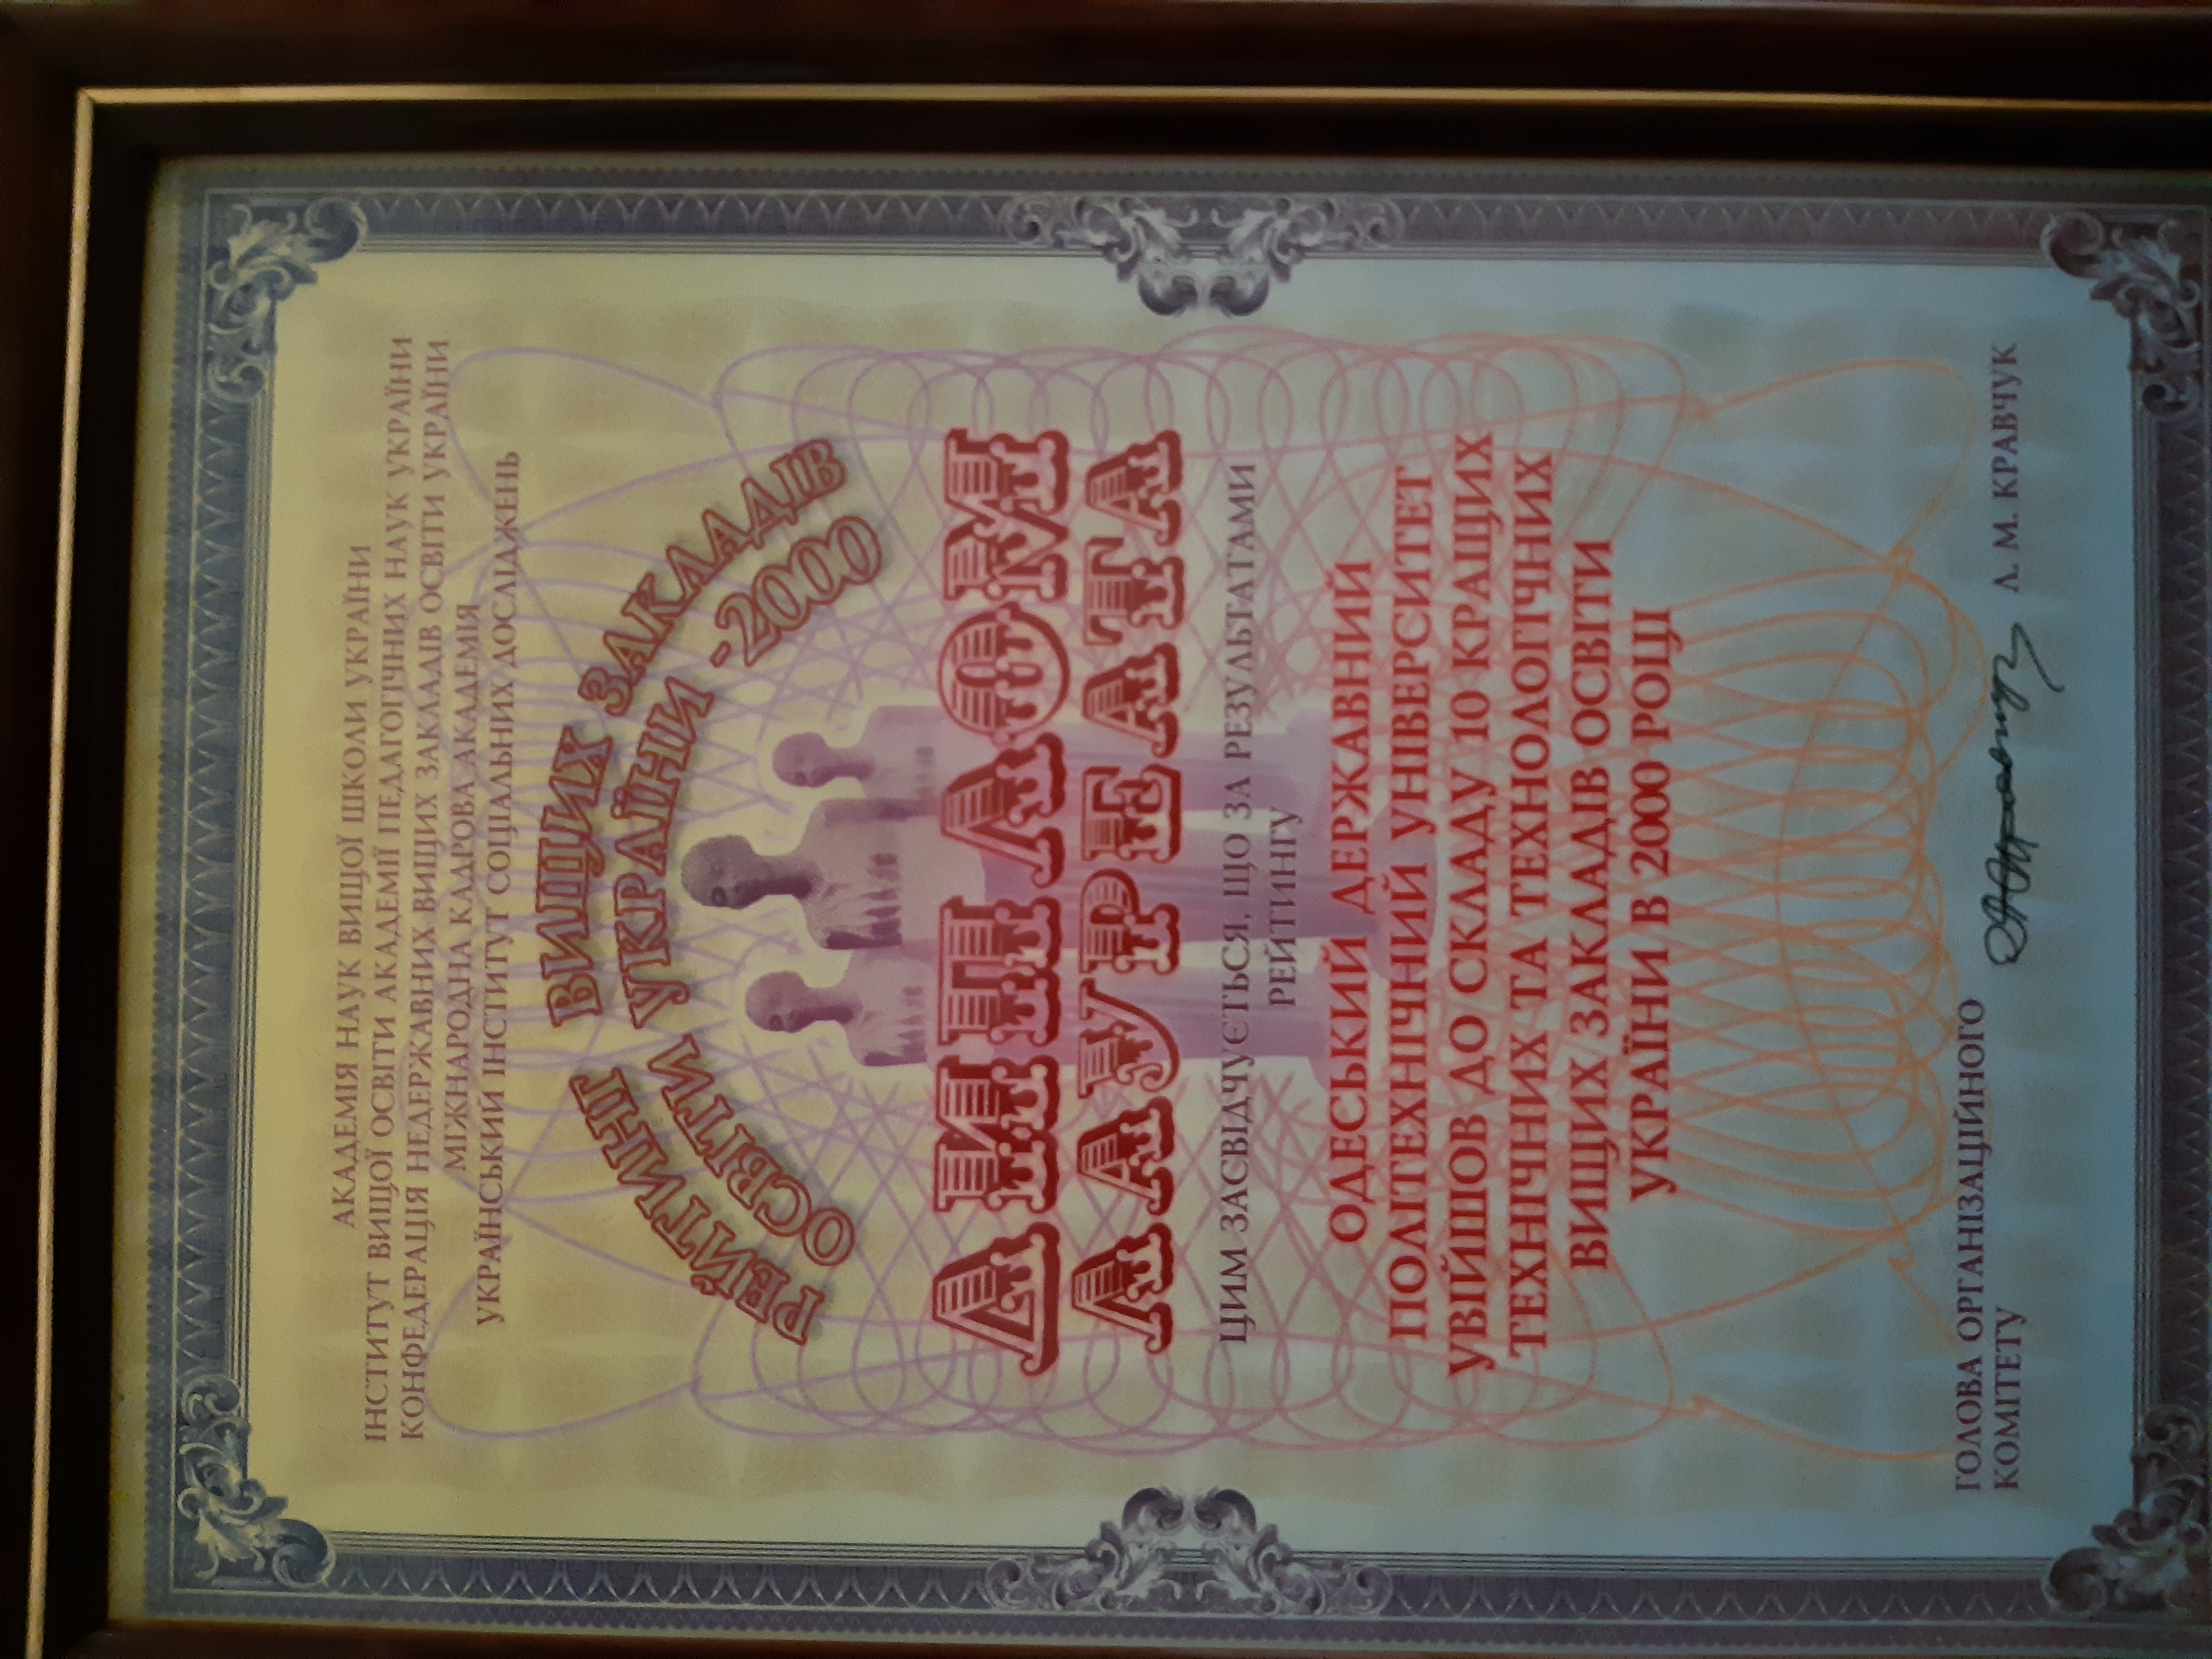 АКАДЕМІЯ НАУК ВИЩОЇ ШКОЛИ УКРАЇНИ
ІНСТИТУТ ВИЩОЇ ОСВІТИ АКАДЕМІЇ ПЕДАГОГІЧНИХ НАУК УКРАЇНИ
КОНФЕДЕРАЦІЯ НЕДЕРЖАВНИХ ВИЩИХ ЗАКЛАДІВ ОСВІТИ УКРАЇНИ
МІЖНАРОДНА КАДРОВА АКАДЕМІЯ
УКРАЇНСЬКИЙ ІНСТИТУТ СОЦІАЛЬНИХ ДОСЛІДЖЕНЬ
РЕЙТИНГ ВИЩИХ ЗАКЛАДІВ
ОСВІТИ УКРАЇНИ -2000
ДИПЛОМ
ЛАУРЕАТА
ЦИМ ЗАСВІДЧУЄТЬСЯ, ЩО ЗА РЕЗУЛЬТАТАМИ
РЕЙТИНГУ
ОДЕСЬКИЙ ДЕРЖАВНИЙ
ПОЛІТЕХНІЧНИЙ УНІВЕРСИТЕТ
УВІЙШОВ ДО СКЛАДУ 10 КРАЩИХ
ТЕХНІЧНИХ ТА ТЕХНОЛОГІЧНИХ
ВИЩИХ ЗАКЛАДІВ ОСВІТИ
УКРАЇНИ В 2000 РОЦІ
ГОЛОВА ОРГАНІЗАЦІЙНОГО
КОМІТЕТУ
Л. М. КРАВЧУК